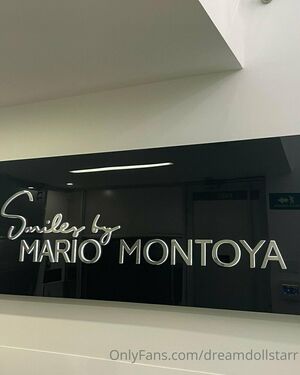 Smiles by
MARIO MONTOYA
OnlyFans.com/dreamdollstarr